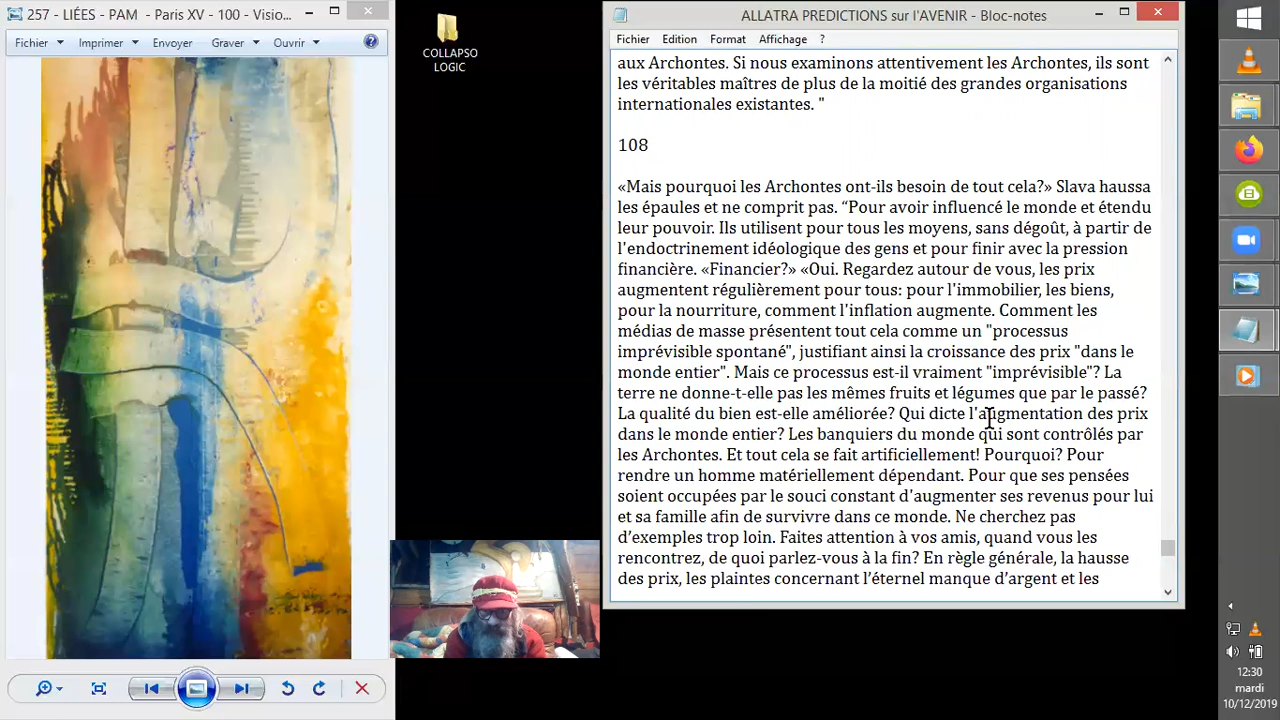 257 - LIÉES - PAM - Paris XV - 100 - Visio...
Fichier Imprimer Envoyer Graver Ouvrir
COLLAPSO
LOGIC
ALLATRA PREDICTIONS sur l'AVENIR - Bloc-notes
Fichier Edition Format Affichage ?
aux Archontes. Si nous examinons attentivement les Archontes, ils sont
les véritables maîtres de plus de la moitié des grandes organisations
internationales existantes. "
108
«Mais pourquoi les Archontes ont-ils besoin de tout cela?» Slava haussa
les épaules et ne comprit pas. “Pour avoir influencé le monde et étendu
leur pouvoir. Ils utilisent pour tous les moyens, sans dégoût, à partir de
l'endoctrinement idéologique des gens et pour finir avec la pression
financière. «Financier?» «Oui. Regardez autour de vous, les prix
augmentent régulièrement pour tous: pour l'immobilier, les biens,
pour la nourriture, comment l'inflation augmente. Comment les
médias de masse présentent tout cela comme un "processus
imprévisible spontané", justifiant ainsi la croissance des prix "dans le
monde entier". Mais ce processus est-il vraiment "imprévisible"? La
terre ne donne-t-elle pas les mêmes fruits et légumes que par le passé?
La qualité du bien est-elle améliorée? Qui dicte l'augmentation des prix
dans le monde entier? Les banquiers du monde qui sont contrôlés par
les Archontes. Et tout cela se fait artificiellement! Pourquoi? Pour
rendre un homme matériellement dépendant. Pour que ses pensées
soient occupées par le souci constant d'augmenter ses revenus pour lui
et sa famille afin de survivre dans ce monde. Ne cherchez pas
d’exemples trop loin. Faites attention à vos amis, quand vous les
rencontrez, de quoi parlez-vous à la fin? En règle générale, la hausse
des prix, les plaintes concernant l’éternel manque d’argent et les
12:30
mardi
10/12/2019